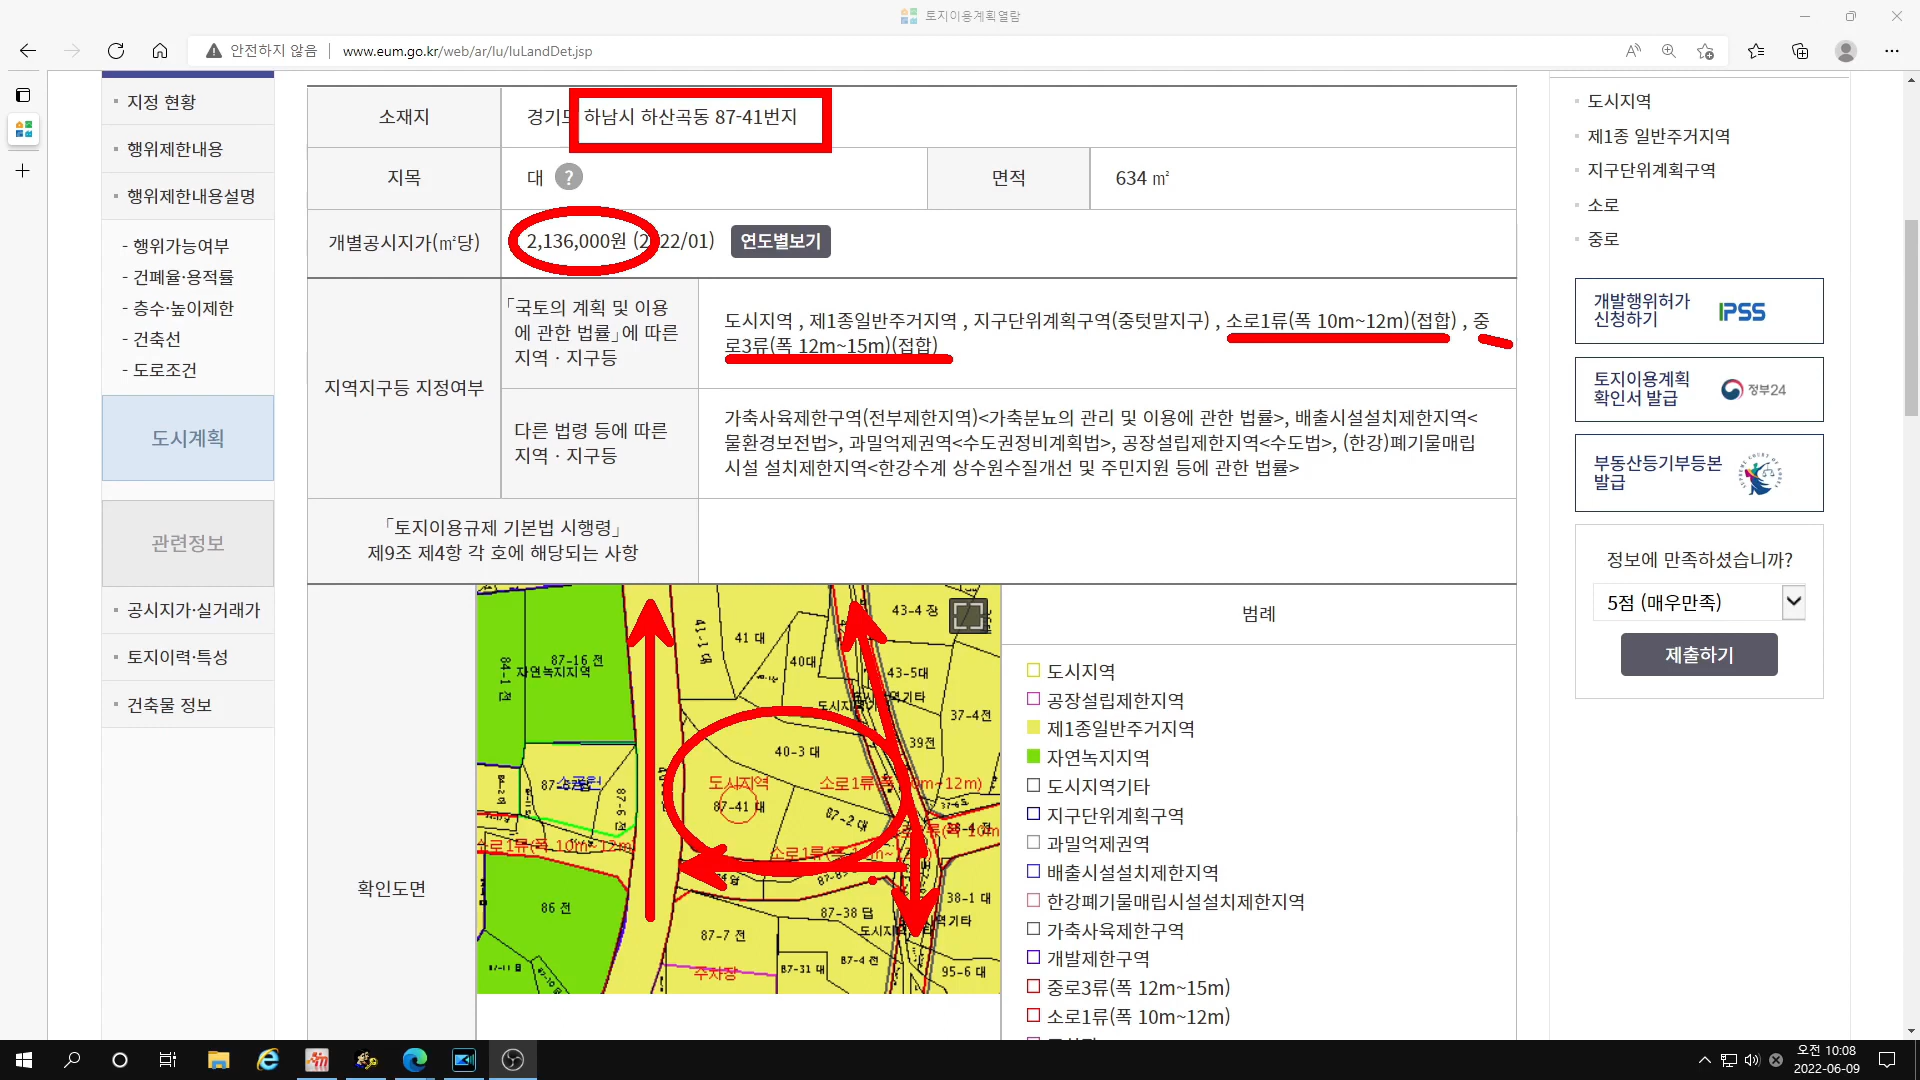 토지이용계획열람
안전하지 않음
www.eum.go.kr/web/ar/lu/luLandDet.jsp
지정 현황
행위제한내용
행위제한내용설명
- 행위가능여부
- 건폐율·용적률
- 층수·높이제한
- 건축선
- 도로조건
도시계획
관련정보
공시지가·실거래가
토지이력·특성
건축물 정보
소재지
경기도 하남시 하산곡동 87-41번지
지목
대 ?
면적
634 ㎡
개별공시지가(㎡당)
2,136,000원 (2022/01)
연도별보기
지역지구등 지정여부
「국토의 계획 및 이용
에 관한 법률」에 따른
지역 · 지구등
도시지역 , 제1종일반주거지역 , 지구단위계획구역(중텃말지구) , 소로1류(폭 10m~12m)(접합) , 중
로3류(폭 12m~15m)(접합)
다른 법령 등에 따른
지역 · 지구등
가축사육제한구역(전부제한지역)<가축분뇨의 관리 및 이용에 관한 법률>, 배출시설설치제한지역<
물환경보전법>, 과밀억제권역<수도권정비계획법>, 공장설립제한지역<수도법>, (한강)폐기물매립
시설 설치제한지역<한강수계 상수원수질개선 및 주민지원 등에 관한 법률>
「토지이용규제 기본법 시행령」
제9조 제4항 각 호에 해당되는 사항
확인도면
43-4 장
41-1 대
41 대
40대
84-1 전
87-16 전
자연녹지지역
43-5대
37-4전
39전
40-3 대
도시지역
소로1류(폭 10m~12m)
87-41 대
87-2 대
87-6 전
소로1류(폭 10m~12m)
86 전
87-38 답
38-1 대
87-7 전
주차장
87-31 대
87-4 전
95-6 대
범례
도시지역
공장설립제한지역
제1종일반주거지역
자연녹지지역
도시지역기타
지구단위계획구역
과밀억제권역
배출시설설치제한지역
한강폐기물매립시설설치제한지역
가축사육제한구역
개발제한구역
중로3류(폭 12m~15m)
소로1류(폭 10m~12m)
도시지역
제1종 일반주거지역
지구단위계획구역
소로
중로
개발행위허가
신청하기
IPSS
토지이용계획
확인서 발급
정부24
부동산등기부등본
발급
정보에 만족하셨습니까?
5점 (매우만족)
제출하기
오전 10:08
2022-06-09